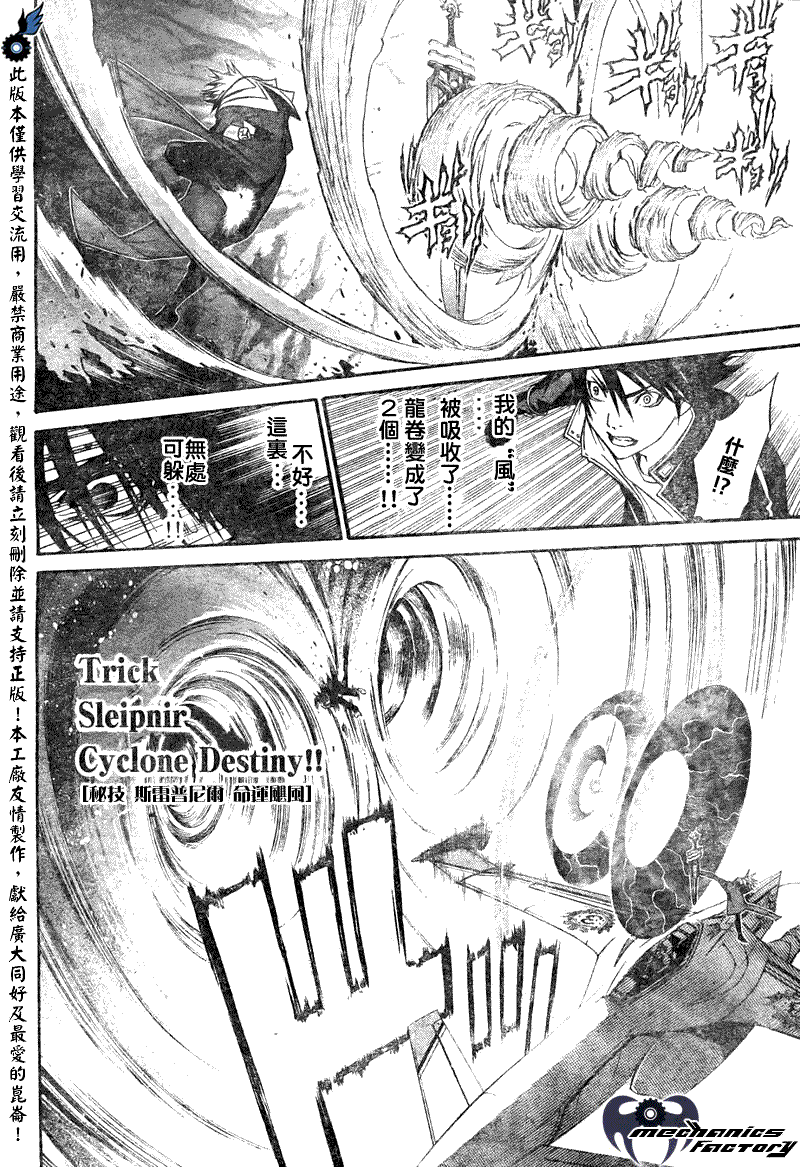 此版本僅供學習交流用，嚴禁商業用途，觀看後請立刻刪除並請支持正版！本工廠友情製作，獻給廣大同好及最愛的崑崙！
什麼!?
我的“風”
....
被吸收了……
龍卷變成了
2個……!!
不好……
這裏…
無處
可躲……!!
Trick
Sleipnir
Cyclone Destiny!!
[秘技 斯雷普尼爾 命運颶風]
mechanics
Factory